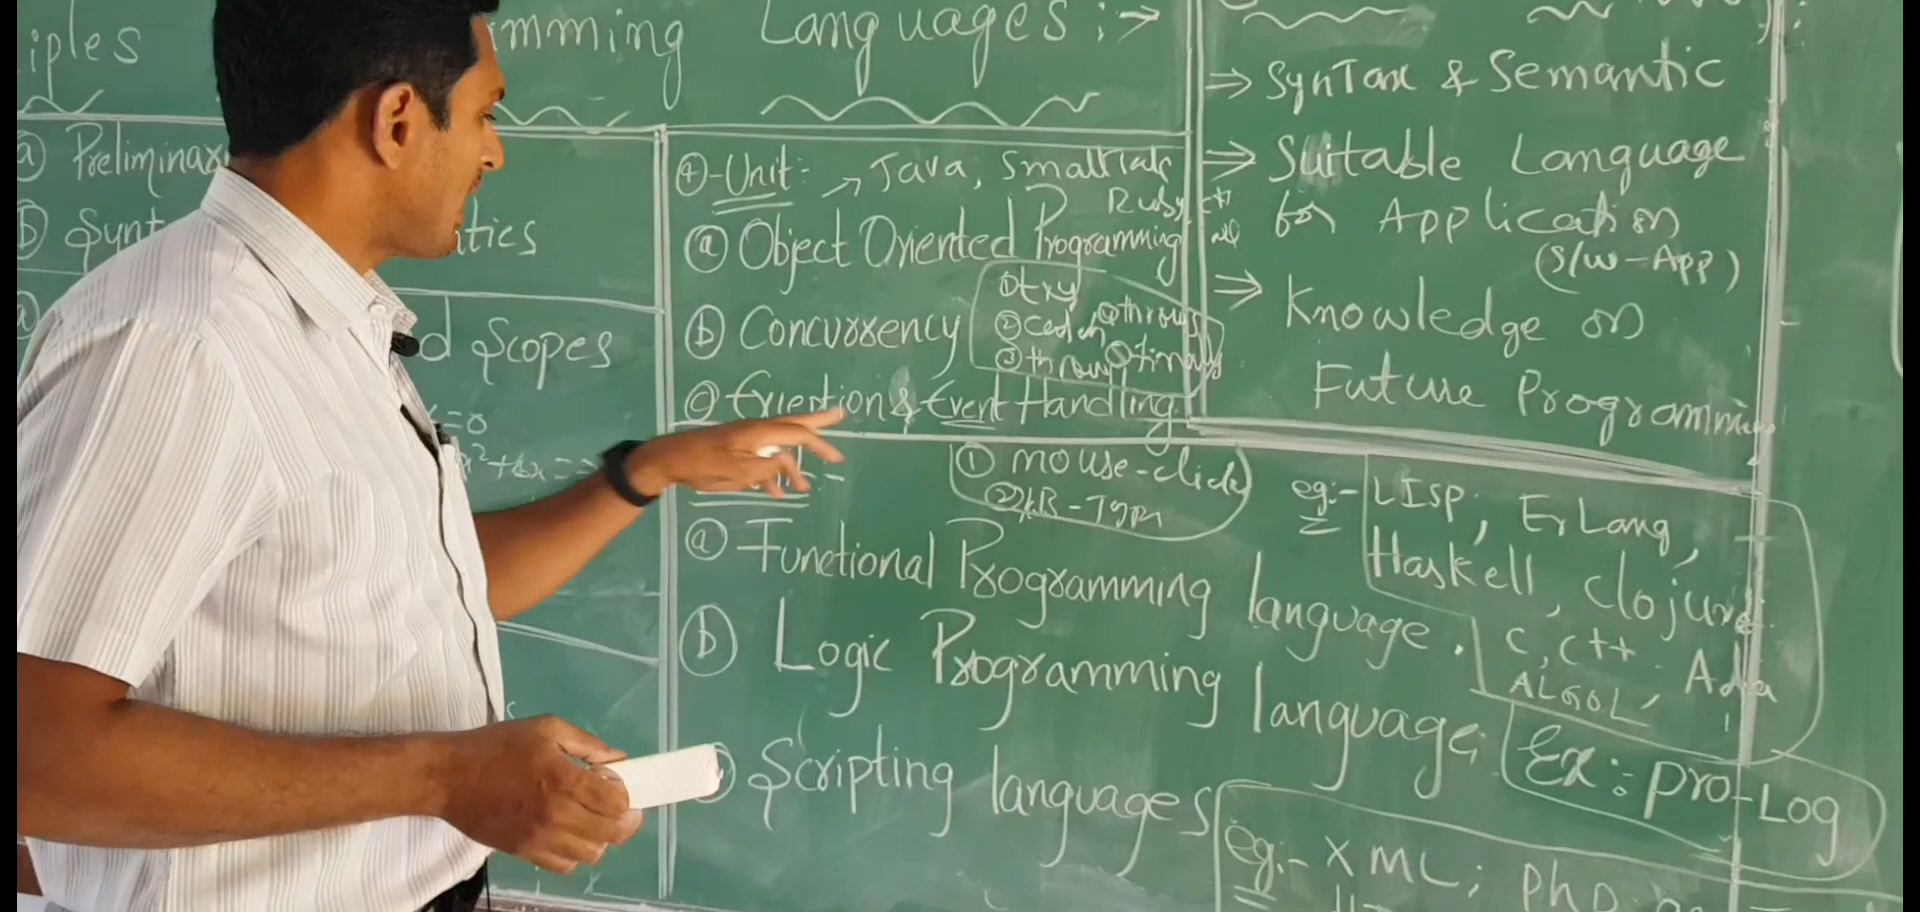 iples
mming Languages :→
ⓐ Preliminar
ⓑ Synt
tics
d Scopes
=0
④-Unit:- → Java, Smalltalk
Ruby, C++
ⓐ Object Oriented Programming
ⓑ Concurrency
① try
② catch ④ throws
③ throw ⑤ finally
ⓒ Exception & Event Handling
① mouse-click
② KB-Type
ⓐ Functional Programming language.
eg:- LISP, ErLang,
Haskell, Clojure
C, C++ Ada
ALGOL,
ⓑ Logic Programming language;
Ex: Pro-Log
Scripting languages
eg:- XML; php
⇒ SynTax & Semantic
⇒ Suitable Language
for Application
(S/w-App)
⇒ Knowledge on
Future Programming